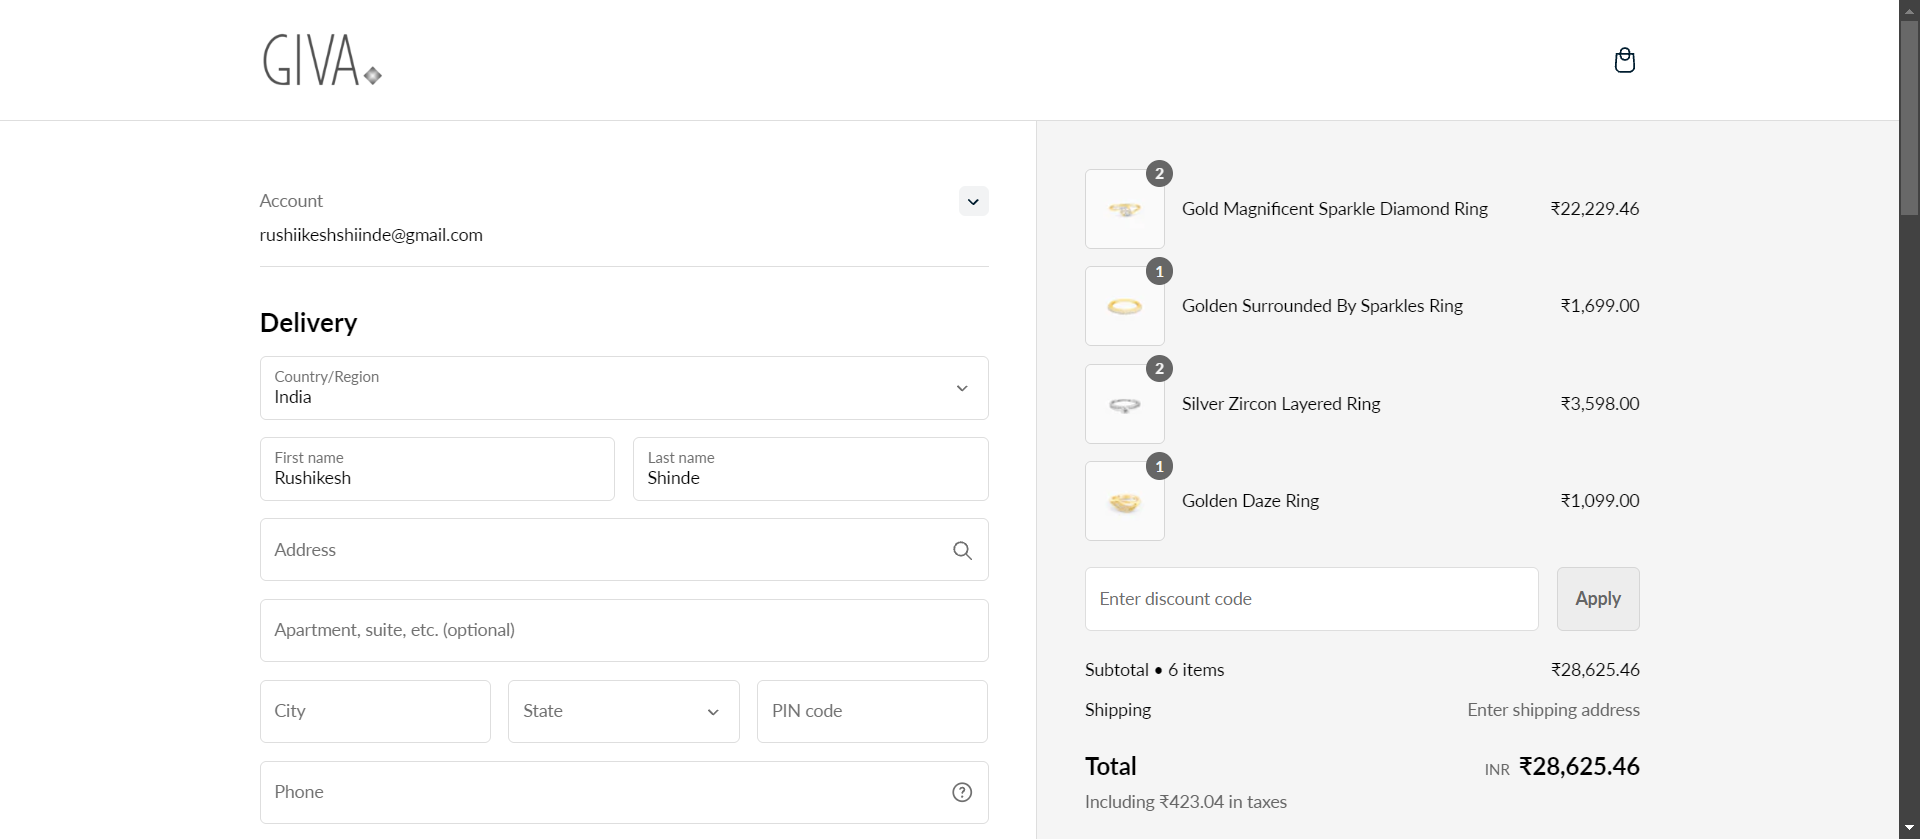 GIVA
Account
rushiikeshshiinde@gmail.com
Delivery
Country/Region
India
First name
Rushikesh
Last name
Shinde
Address
Apartment, suite, etc. (optional)
City
State
PIN code
Phone
2
Gold Magnificent Sparkle Diamond Ring ₹22,229.46
1
Golden Surrounded By Sparkles Ring ₹1,699.00
2
Silver Zircon Layered Ring ₹3,598.00
1
Golden Daze Ring ₹1,099.00
Enter discount code Apply
Subtotal • 6 items ₹28,625.46
Shipping Enter shipping address
Total INR ₹28,625.46
Including ₹423.04 in taxes